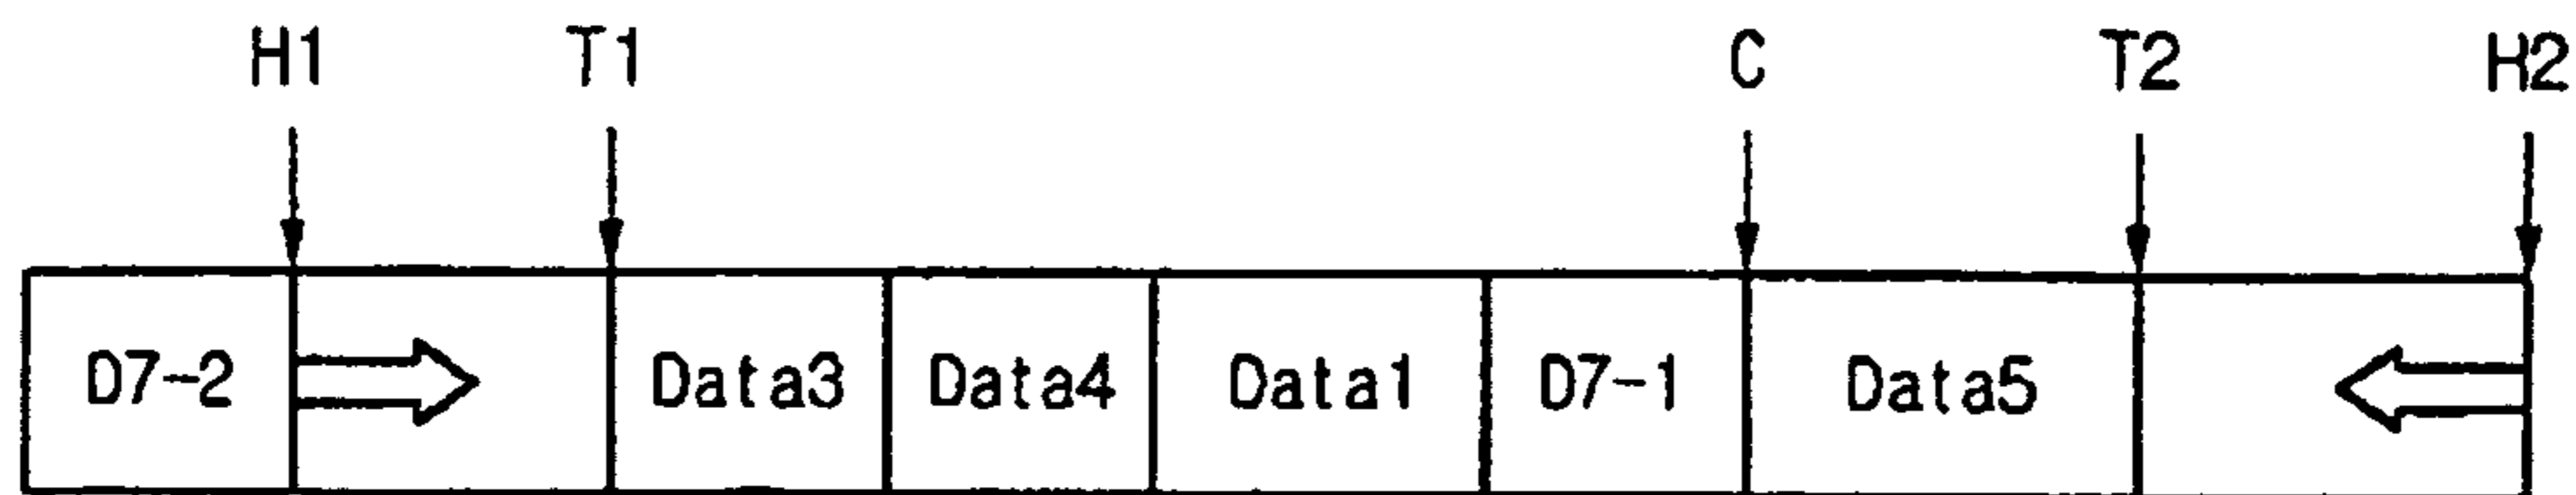 H1 T1 C T2 H2
D7-2 Data3 Data4 Data1 D7-1 Data5